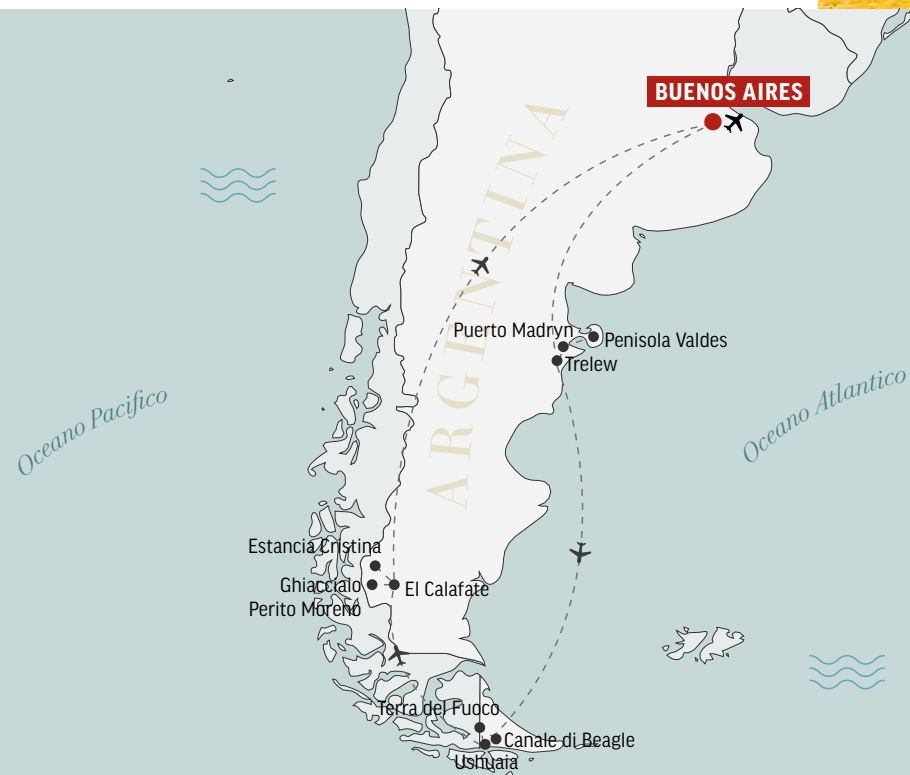 BUENOS AIRES
ARGENTINA
Puerto Madryn
Penisola Valdes
Trelew
Oceano Pacifico
Oceano Atlantico
Estancia Cristina
Ghiacciaio
Perito Moreno
El Calafate
Terra del Fuoco
Canale di Beagle
Ushuaia